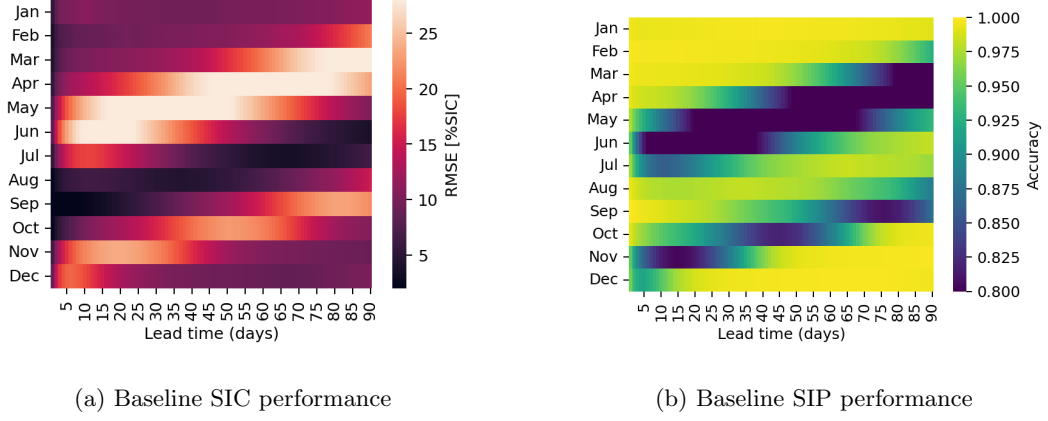 Jan
Feb
Mar
Apr
May
Jun
Jul
Aug
Sep
Oct
Nov
Dec
5 10 15 20 25 30 35 40 45 50 55 60 65 70 75 80 85 90
Lead time (days)
25
20
15
10
5
RMSE [%SIC]
(a) Baseline SIC performance
Jan
Feb
Mar
Apr
May
Jun
Jul
Aug
Sep
Oct
Nov
Dec
5 10 15 20 25 30 35 40 45 50 55 60 65 70 75 80 85 90
Lead time (days)
1.000
0.975
0.950
0.925
0.900
0.875
0.850
0.825
0.800
Accuracy
(b) Baseline SIP performance